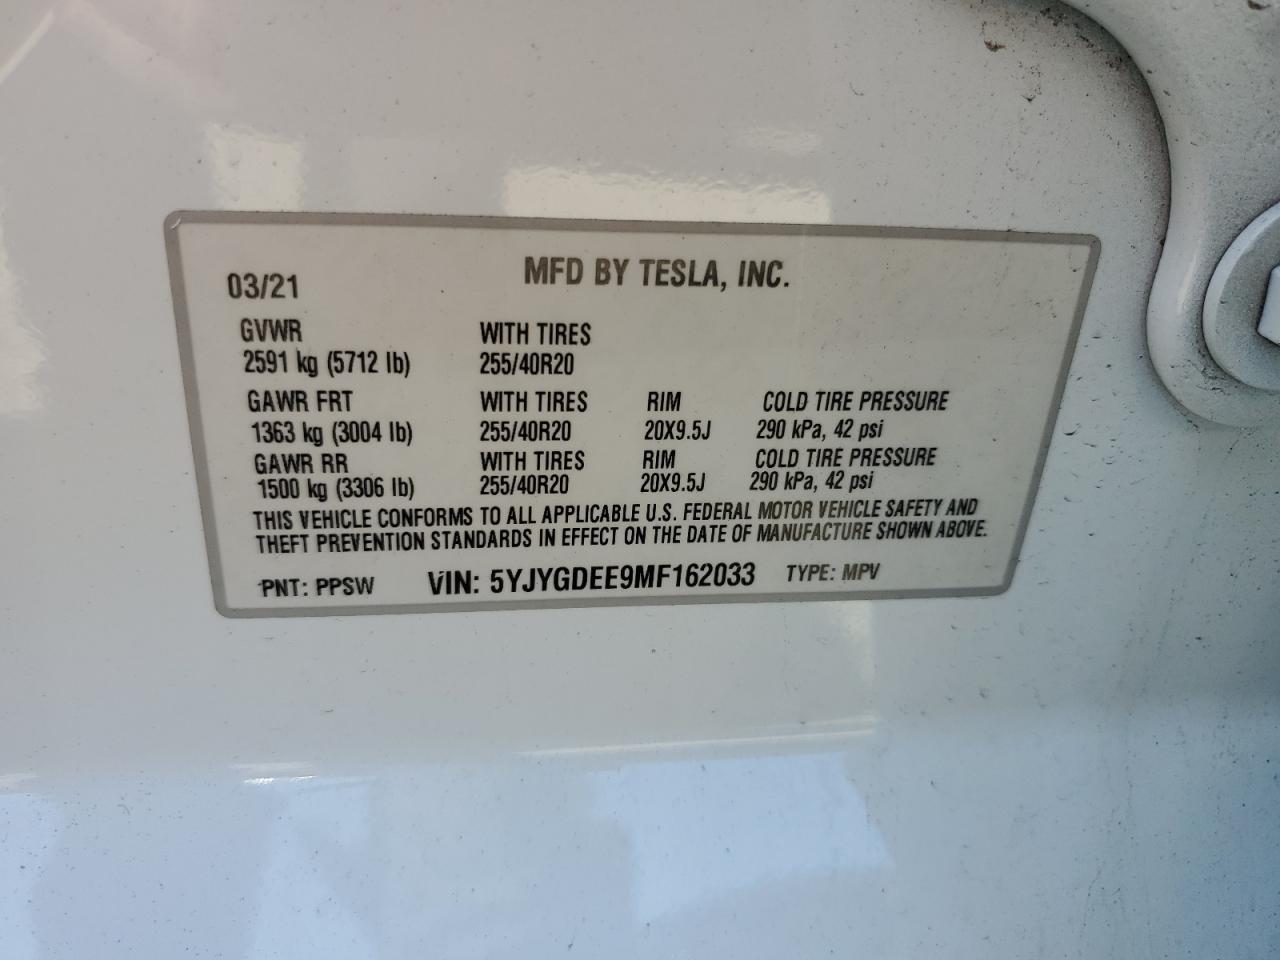 03/21 MFD BY TESLA, INC.
GVWR WITH TIRES
2591 kg (5712 lb) 255/40R20
GAWR FRT WITH TIRES RIM COLD TIRE PRESSURE
1363 kg (3004 lb) 255/40R20 20X9.5J 290 kPa, 42 psi
GAWR RR WITH TIRES RIM COLD TIRE PRESSURE
1500 kg (3306 lb) 255/40R20 20X9.5J 290 kPa, 42 psi
THIS VEHICLE CONFORMS TO ALL APPLICABLE U.S. FEDERAL MOTOR VEHICLE SAFETY AND
THEFT PREVENTION STANDARDS IN EFFECT ON THE DATE OF MANUFACTURE SHOWN ABOVE.
PNT: PPSW VIN: 5YJYGDEE9MF162033 TYPE: MPV